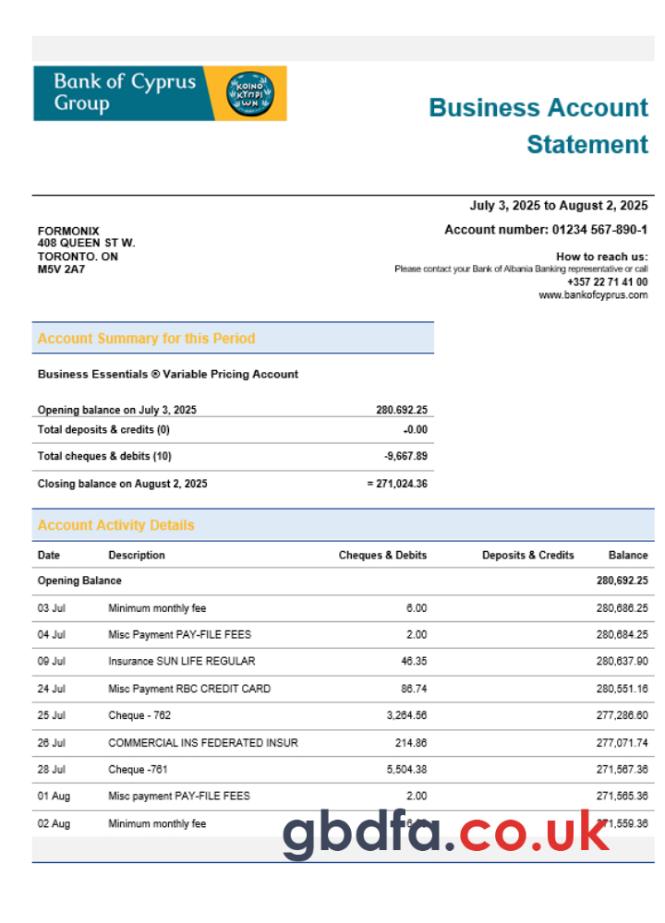 Bank of Cyprus
Group
ΚΟΙΝΟ
ΚΥΠΡΙ
ΩΝ
Business Account
Statement
July 3, 2025 to August 2, 2025
FORMONIX
408 QUEEN ST W.
TORONTO. ON
M5V 2A7
Account number: 01234 567-890-1
How to reach us:
Please contact your Bank of Albania Banking representative or call
+357 22 71 41 00
www.bankofcyprus.com
Account Summary for this Period
Business Essentials ® Variable Pricing Account
Opening balance on July 3, 2025 280.692.25
Total deposits & credits (0) -0.00
Total cheques & debits (10) -9,667.89
Closing balance on August 2, 2025 = 271,024.36
Account Activity Details
Date Description Cheques & Debits Deposits & Credits Balance
Opening Balance 280,692.25
03 Jul Minimum monthly fee 6.00 280,686.25
04 Jul Misc Payment PAY-FILE FEES 2.00 280,684.25
09 Jul Insurance SUN LIFE REGULAR 46.35 280,637.90
24 Jul Misc Payment RBC CREDIT CARD 86.74 280,551.16
25 Jul Cheque - 762 3,264.56 277,286.60
26 Jul COMMERCIAL INS FEDERATED INSUR 214.86 277,071.74
28 Jul Cheque -761 5,504.38 271,567.36
01 Aug Misc payment PAY-FILE FEES 2.00 271,565.36
02 Aug Minimum monthly fee
gbdfa.co.uk